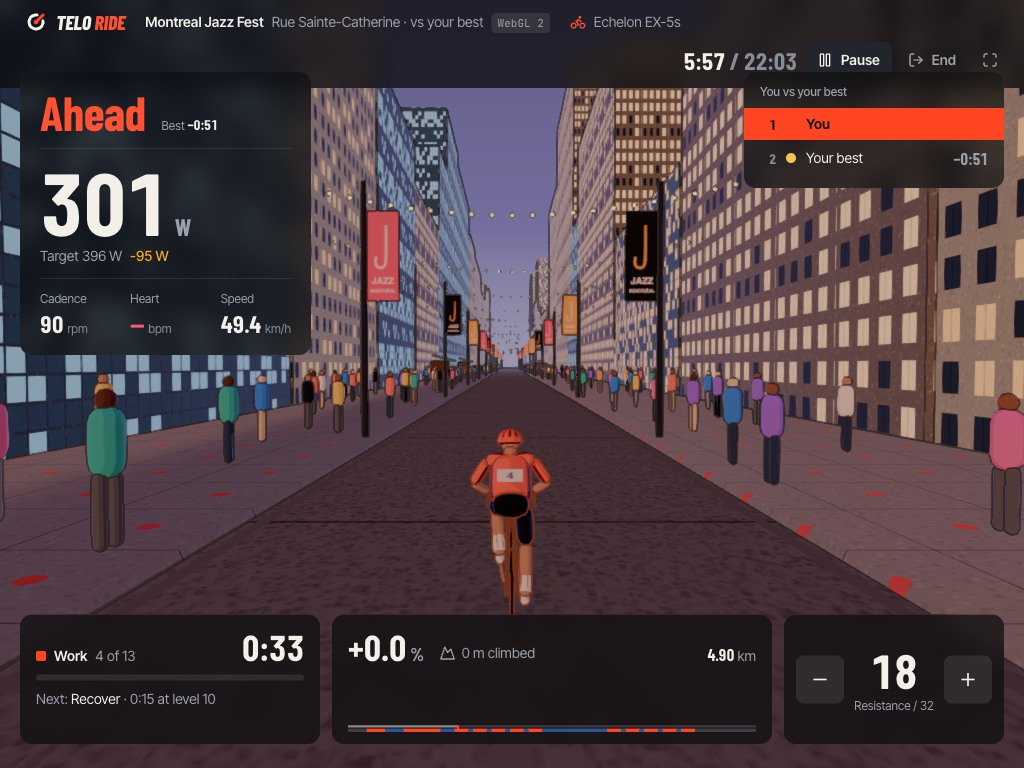 TELO RIDE Montreal Jazz Fest Rue Sainte-Catherine · vs your best WebGL 2 Echelon EX-5s
5:57 / 22:03 Pause End
Ahead Best −0:51
301 W
Target 396 W -95 W
Cadence Heart Speed
90 rpm — bpm 49.4 km/h
You vs your best
1 You
2 Your best −0:51
J
JAZZ
MONTRÉAL
J
JAZZ
MONTRÉAL
4
Work 4 of 13 0:33
Next: Recover · 0:15 at level 10
+0.0 % 0 m climbed 4.90 km
− 18 +
Resistance / 32